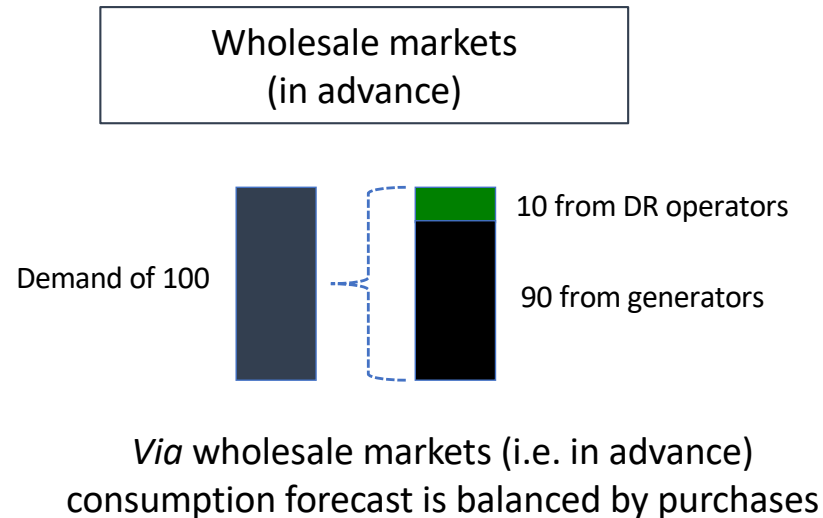 Wholesale markets
(in advance)
10 from DR operators
Demand of 100
90 from generators
Via wholesale markets (i.e. in advance)
consumption forecast is balanced by purchases